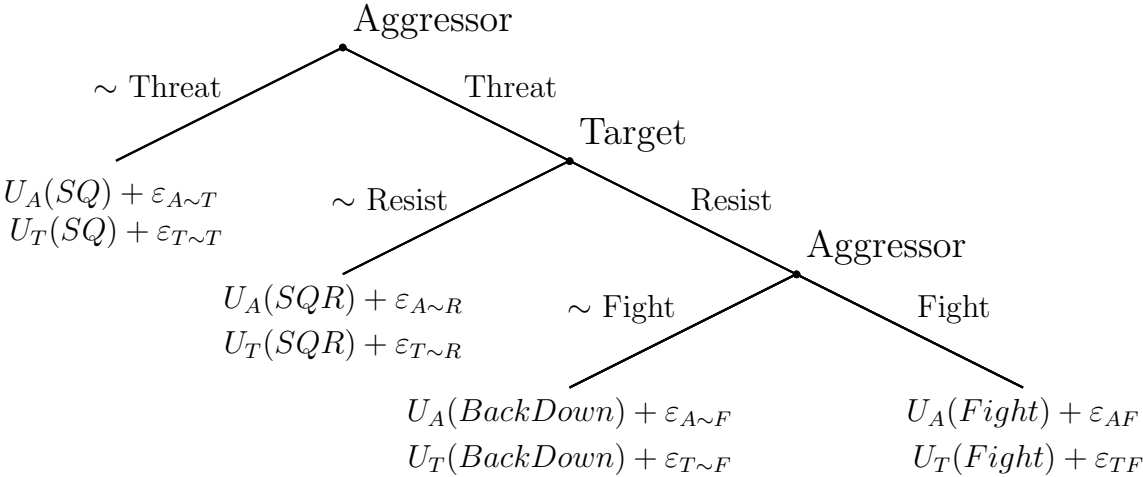 Aggressor
∼ Threat
Threat
Target
U_A(SQ) + ε_{A∼T}
U_T(SQ) + ε_{T∼T}
∼ Resist
Resist
Aggressor
U_A(SQR) + ε_{A∼R}
U_T(SQR) + ε_{T∼R}
∼ Fight
Fight
U_A(BackDown) + ε_{A∼F}
U_T(BackDown) + ε_{T∼F}
U_A(Fight) + ε_{AF}
U_T(Fight) + ε_{TF}